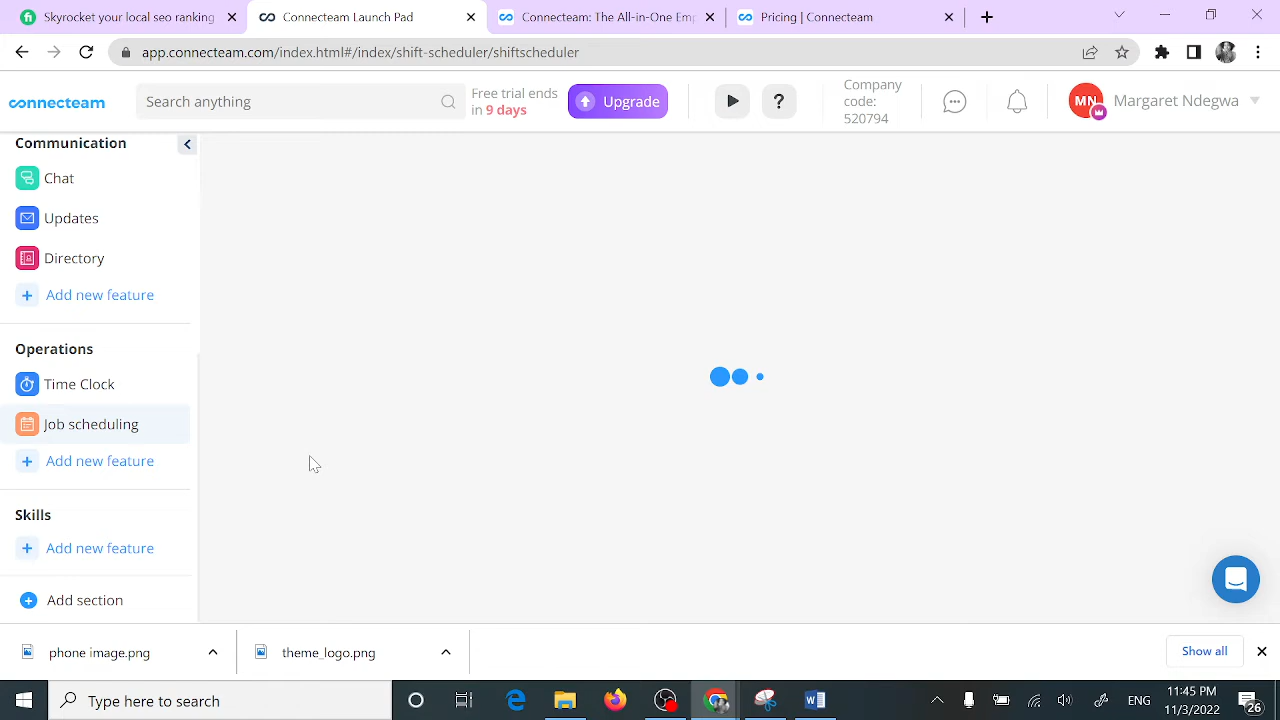 Skyrocket your local seo ranking
Connecteam Launch Pad
Connecteam: The All-in-One Emp
Pricing | Connecteam
app.connecteam.com/index.html#/index/shift-scheduler/shiftscheduler
connecteam
Search anything
Free trial ends
in 9 days
Upgrade
?
Company
code:
520794
MN
Margaret Ndegwa
Communication
Chat
Updates
Directory
+ Add new feature
Operations
Time Clock
Job scheduling
+ Add new feature
Skills
+ Add new feature
Add section
phone image.png
theme_logo.png
Show all
Type here to search
ENG
11:45 PM
11/3/2022
26